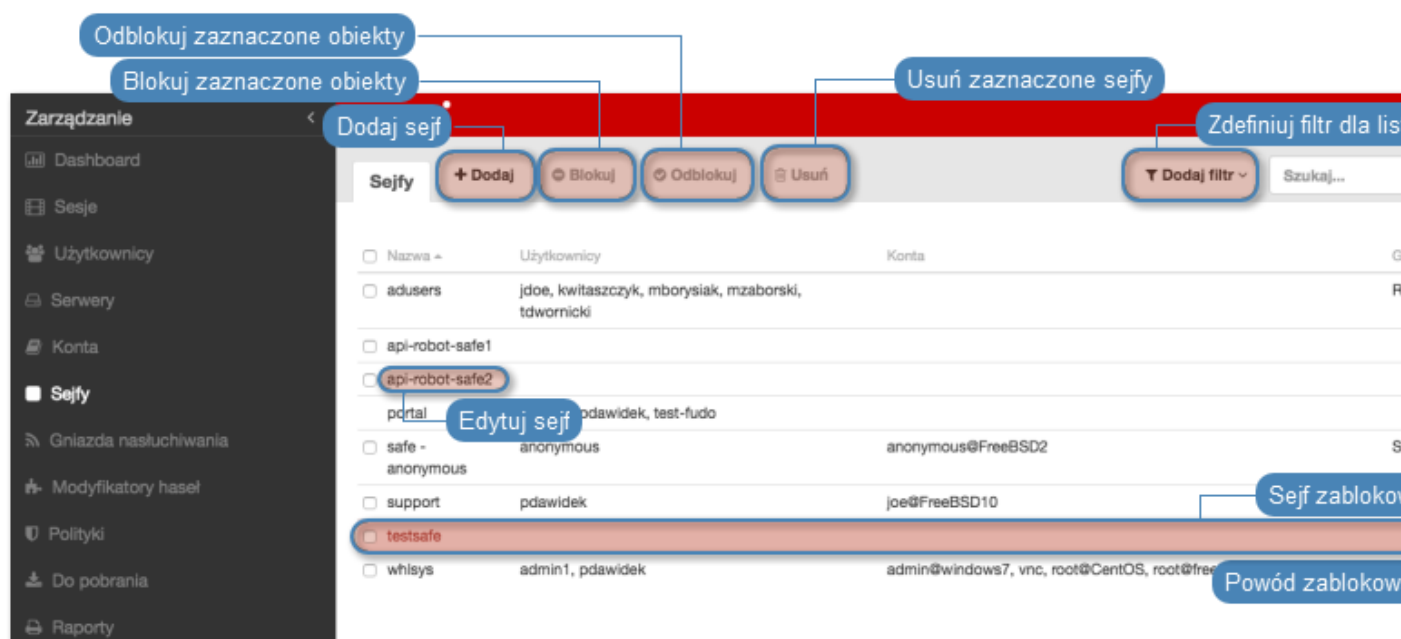 Odblokuj zaznaczone obiekty
Blokuj zaznaczone obiekty
Usuń zaznaczone sejfy
Zarządzanie
Dodaj sejf
Zdefiniuj filtr dla lis
Dashboard
Sesje
Użytkownicy
Serwery
Konta
Sejfy
Gniazda nasłuchiwania
Modyfikatory haseł
Polityki
Do pobrania
Raporty
Sejfy
+ Dodaj
Blokuj
Odblokuj
Usuń
Dodaj filtr
Szukaj...
Nazwa
Użytkownicy
Konta
G
adusers
jdoe, kwitaszczyk, mborysiak, mzaborski,
tdwornicki
R
api-robot-safe1
api-robot-safe2
portal
pdawidek, test-fudo
Edytuj sejf
safe -
anonymous
anonymous
anonymous@FreeBSD2
S
support
pdawidek
joe@FreeBSD10
Sejf zablokow
testsafe
whlsys
admin1, pdawidek
admin@windows7, vnc, root@CentOS, root@free
Powód zablokow